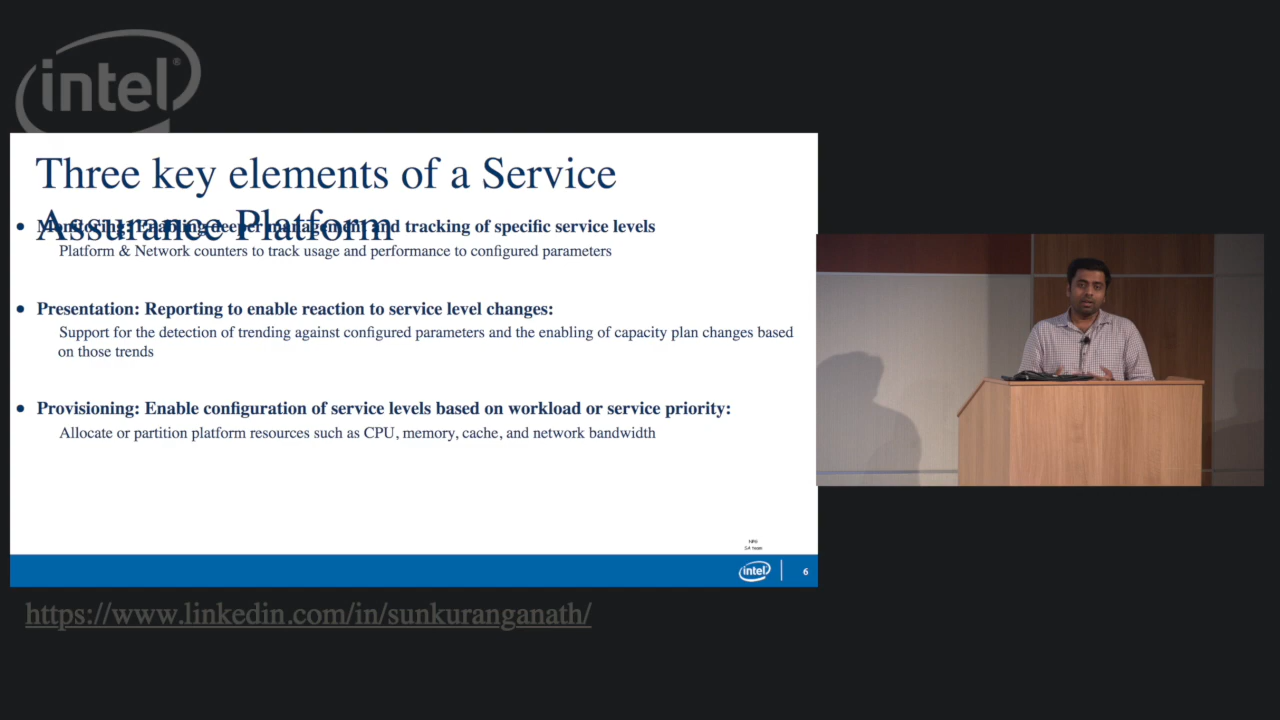 intel®
Three key elements of a Service
Assurance Platform
• Monitoring: Enabling deeper management and tracking of specific service levels
Platform & Network counters to track usage and performance to configured parameters
• Presentation: Reporting to enable reaction to service level changes:
Support for the detection of trending against configured parameters and the enabling of capacity plan changes based
on those trends
• Provisioning: Enable configuration of service levels based on workload or service priority:
Allocate or partition platform resources such as CPU, memory, cache, and network bandwidth
intel
6
https://www.linkedin.com/in/sunkuranganath/